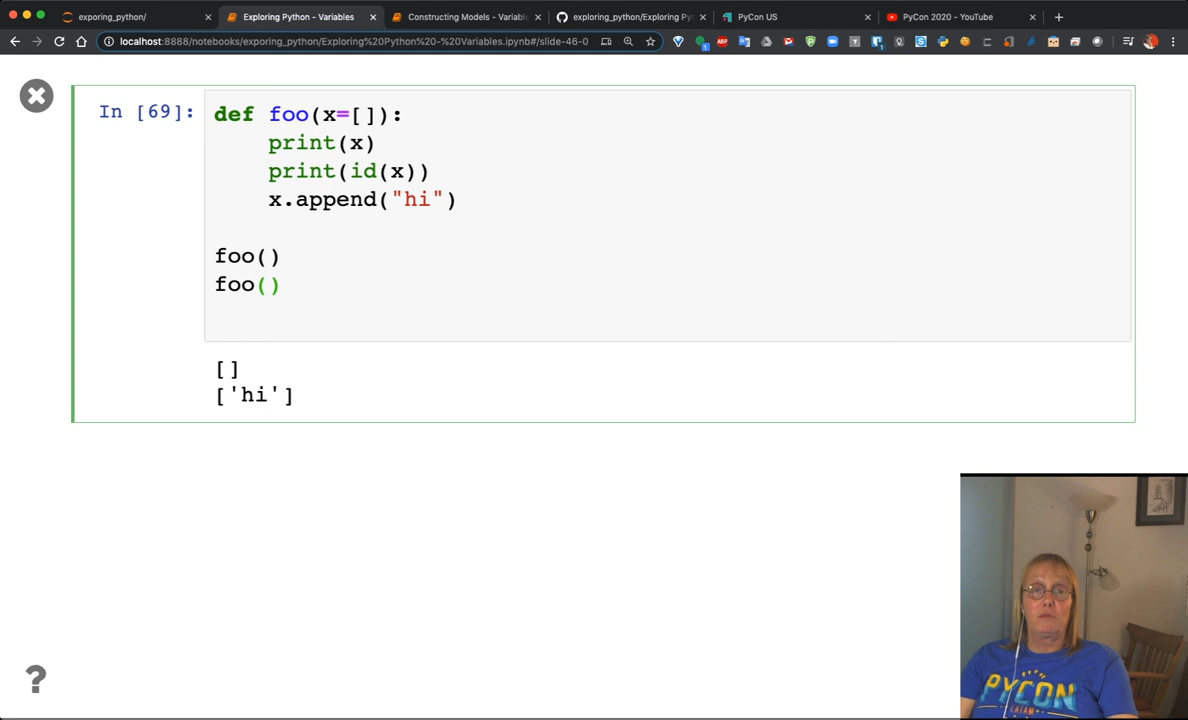 exporing_python/
Exploring Python - Variables
Constructing Models - Variable
exploring_python/Exploring Py
PyCon US
PyCon 2020 - YouTube
localhost:8888/notebooks/exporing_python/Exploring%20Python%20-%20Variables.ipynb#/slide-46-0
In [69]:
def foo(x=[]):
print(x)
print(id(x))
x.append("hi")
foo()
foo()
[]
['hi']
?
PYCON